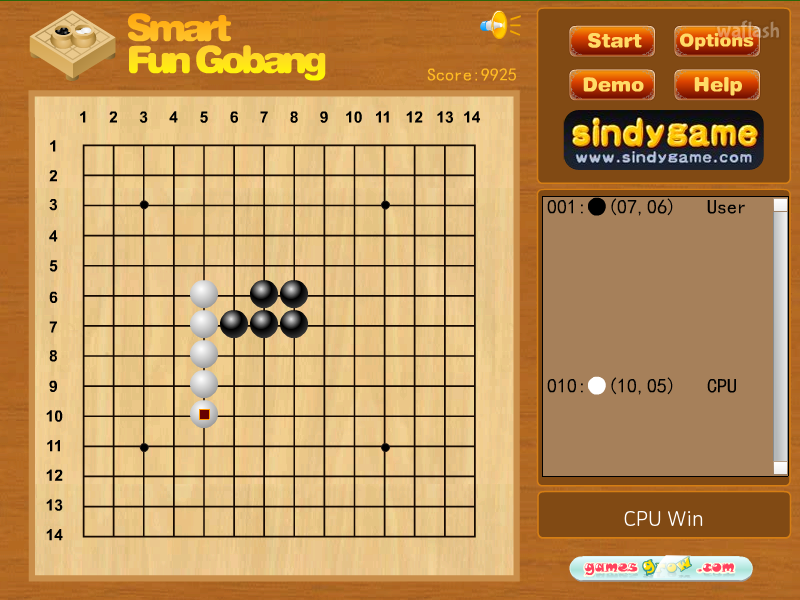 Smart
Fun Gobang
Score:9925
waflash
Start
Options
Demo
Help
sindygame
www.sindygame.com
1 2 3 4 5 6 7 8 9 10 11 12 13 14
1
2
3
4
5
6
7
8
9
10
11
12
13
14
001:(07,06) User
010:(10,05) CPU
CPU Win
games grow .com